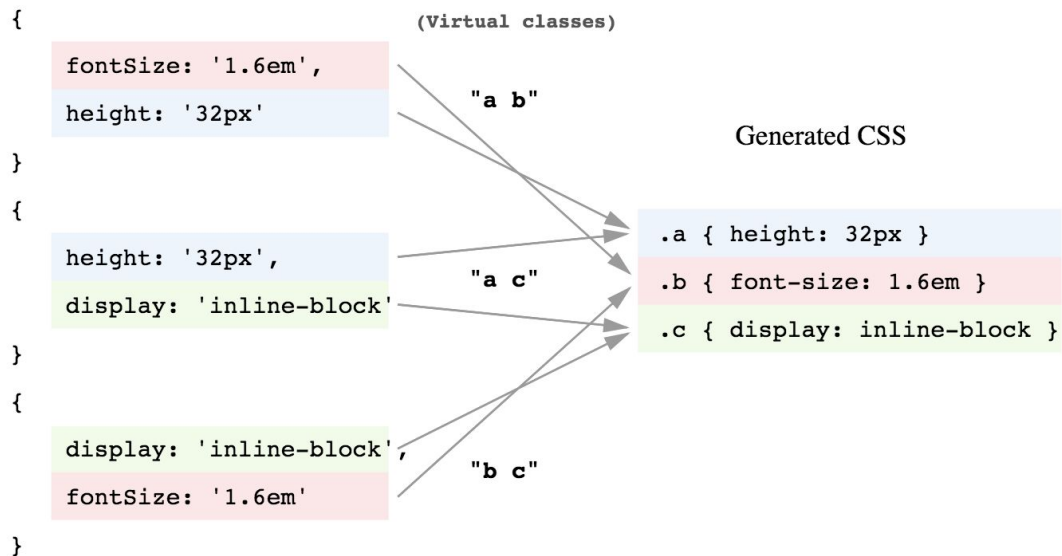 {
(Virtual classes)
fontSize: '1.6em',
height: '32px'
"a b"
}
{
height: '32px',
display: 'inline-block'
"a c"
}
{
display: 'inline-block',
fontSize: '1.6em'
"b c"
}
Generated CSS
.a { height: 32px }
.b { font-size: 1.6em }
.c { display: inline-block }